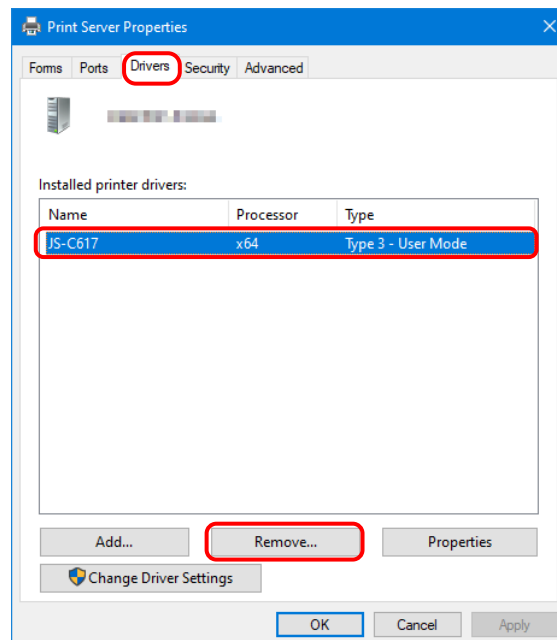 Print Server Properties
Forms Ports Drivers Security Advanced
Installed printer drivers:
Name Processor Type
JS-C617 x64 Type 3 - User Mode
Add... Remove... Properties
Change Driver Settings
OK Cancel Apply